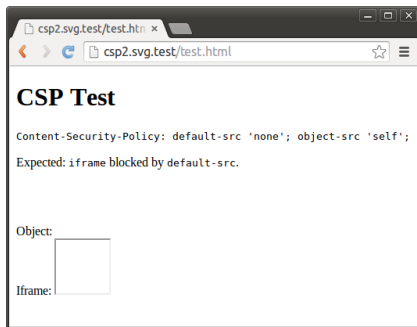 csp2.svg.test/test.htm
csp2.svg.test/test.html
CSP Test
Content-Security-Policy: default-src 'none'; object-src 'self';
Expected: iframe blocked by default-src.
Object:
Iframe: